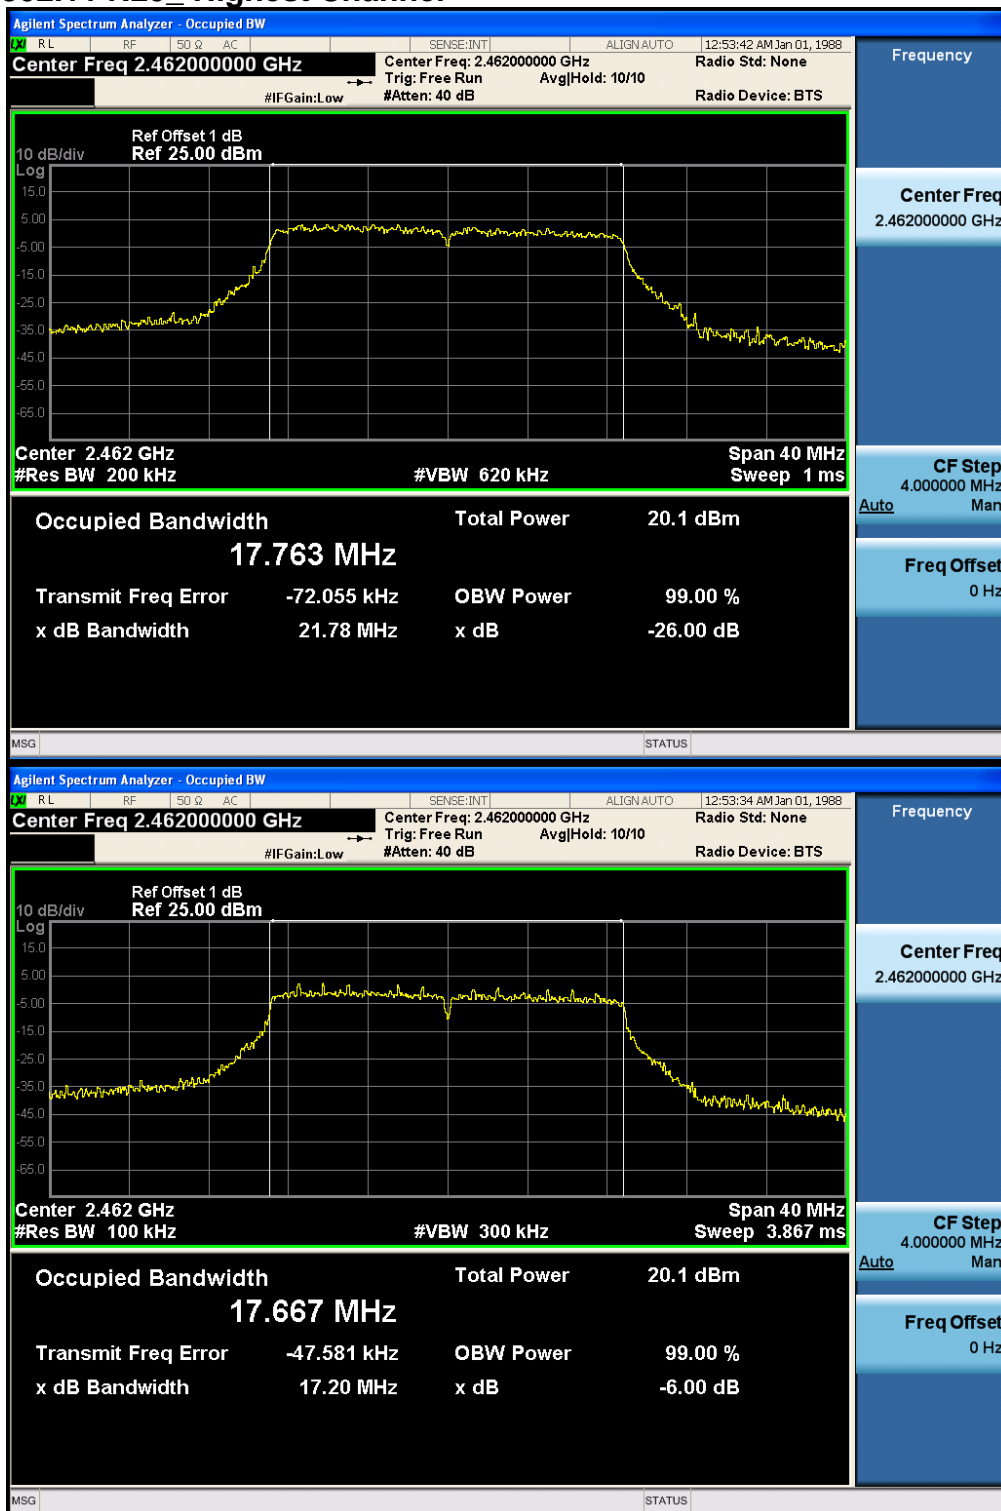 Agilent Spectrum Analyzer - Occupied BW
LXI RL RF 50 Ω AC SENSE:INT ALIGN AUTO 12:53:42 AM Jan 01, 1988
Center Freq 2.462000000 GHz Center Freq: 2.462000000 GHz Radio Std: None Frequency
Trig: Free Run Avg|Hold: 10/10
#IFGain:Low #Atten: 40 dB Radio Device: BTS
Ref Offset 1 dB
10 dB/div Ref 25.00 dBm
Log
15.0
Center Freq
2.462000000 GHz
5.00
-5.00
-15.0
-25.0
-35.0
-45.0
-55.0
-65.0
Center 2.462 GHz Span 40 MHz
#Res BW 200 kHz #VBW 620 kHz Sweep 1 ms
CF Step
4.000000 MHz
Auto Man
Occupied Bandwidth Total Power 20.1 dBm
17.763 MHz
Freq Offset
0 Hz
Transmit Freq Error -72.055 kHz OBW Power 99.00 %
x dB Bandwidth 21.78 MHz x dB -26.00 dB
MSG STATUS
Agilent Spectrum Analyzer - Occupied BW
LXI RL RF 50 Ω AC SENSE:INT ALIGN AUTO 12:53:34 AM Jan 01, 1988
Center Freq 2.462000000 GHz Center Freq: 2.462000000 GHz Radio Std: None Frequency
Trig: Free Run Avg|Hold: 10/10
#IFGain:Low #Atten: 40 dB Radio Device: BTS
Ref Offset 1 dB
10 dB/div Ref 25.00 dBm
Log
15.0
Center Freq
2.462000000 GHz
5.00
-5.00
-15.0
-25.0
-35.0
-45.0
-55.0
-65.0
Center 2.462 GHz Span 40 MHz
#Res BW 100 kHz #VBW 300 kHz Sweep 3.867 ms
CF Step
4.000000 MHz
Auto Man
Occupied Bandwidth Total Power 20.1 dBm
17.667 MHz
Freq Offset
0 Hz
Transmit Freq Error -47.581 kHz OBW Power 99.00 %
x dB Bandwidth 17.20 MHz x dB -6.00 dB
MSG STATUS